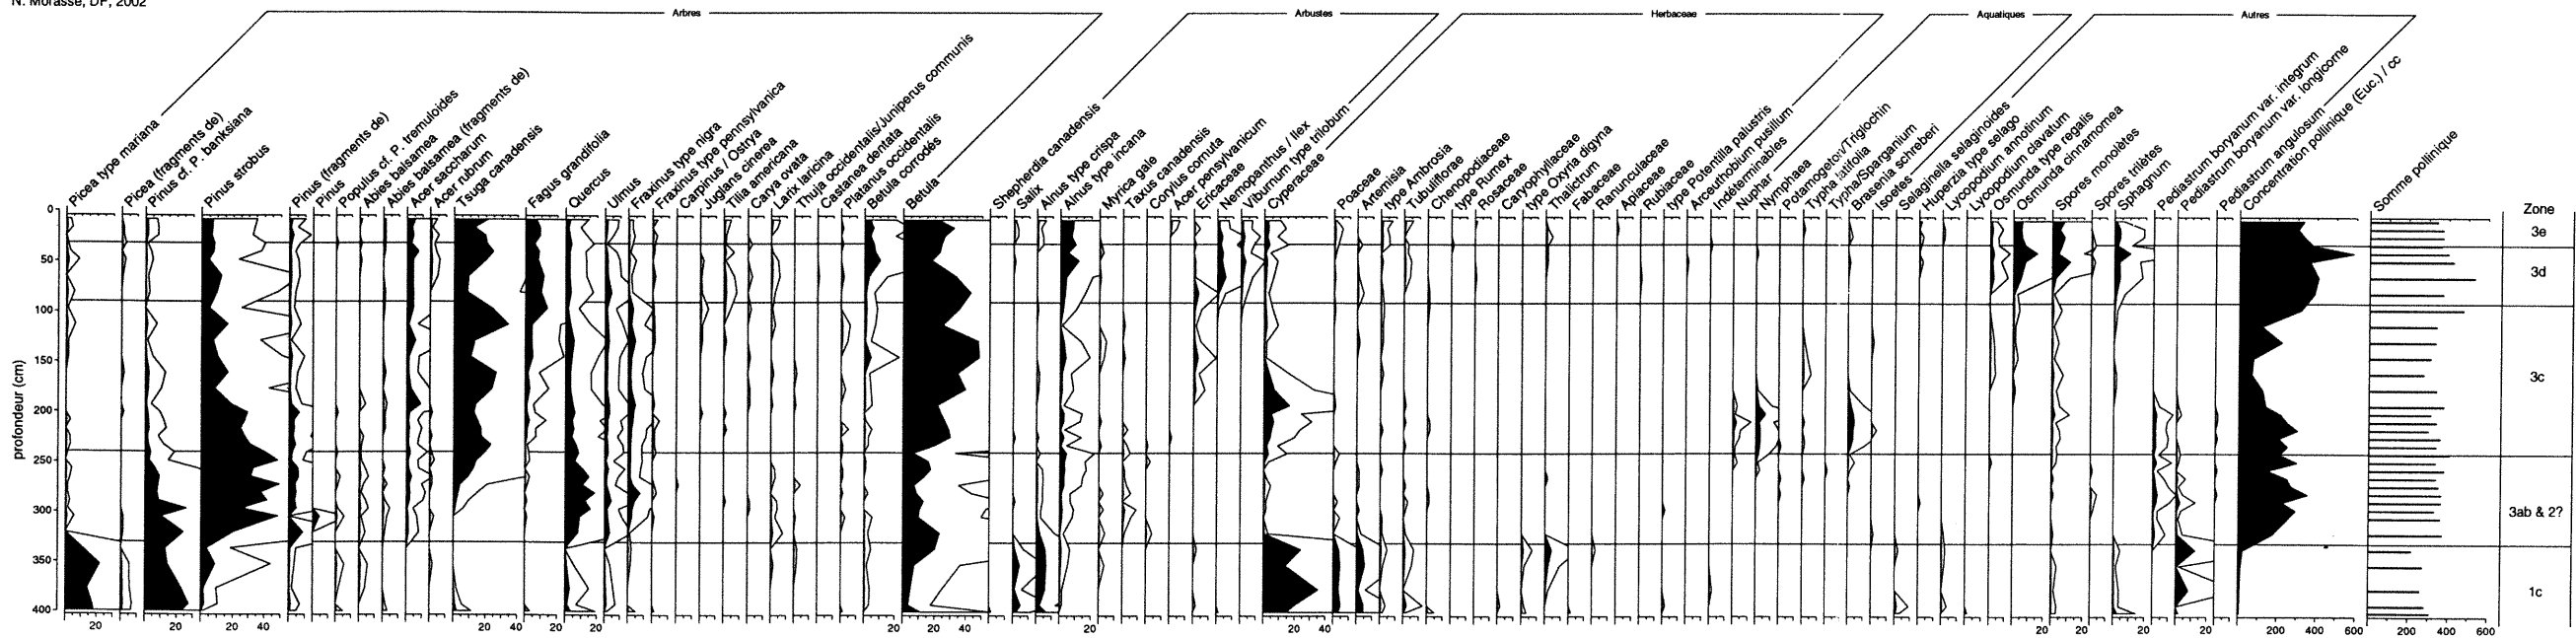 N. Morasse, DF, 2002
Arbres
Arbustes
Herbaceae
Aquatiques
Autres
Picea type mariana
Picea (fragments de)
Pinus cf. P. banksiana
Pinus strobus
Pinus (fragments de)
Pinus
Populus cf. P. tremuloides
Abies balsamea
Abies balsamea (fragments de)
Acer saccharum
Acer rubrum
Tsuga canadensis
Fagus grandifolia
Quercus
Ulmus
Fraxinus type nigra
Fraxinus type pennsylvanica
Carpinus / Ostrya
Juglans cinerea
Tilia americana
Carya ovata
Larix laricina
Thuja occidentalis/Juniperus communis
Castanea dentata
Platanus occidentalis
Betula corrodés
Betula
Shepherdia canadensis
Salix
Alnus type crispa
Alnus type incana
Myrica gale
Taxus canadensis
Corylus cornuta
Acer pensylvanicum
Ericaceae
Nemopanthus / Ilex
Viburnum type trilobum
Cyperaceae
Poaceae
Artemisia
type Ambrosia
Tubuliflorae
Chenopodiaceae
type Rumex
Rosaceae
Canyophyllaceae
type Oxyria digyna
Thalictrum
Fabaceae
Ranunculaceae
Apiaceae
Rubiaceae
type Potentilla palustris
Arceuthobium pusillum
Indéterminables
Nuphar
Nymphaea
Potamogeton/Triglochin
Typha latifolia
Typha/Sparganium
Brasenia schreberi
Isoetes
Selaginella selaginoides
Huperzia type selago
Lycopodium annotinum
Lycopodium clavatum
Osmunda type regalis
Osmunda cinnamomea
Spores monolètes
Spores trilètes
Sphagnum
Pediastrum boryanum var. integrum
Pediastrum boryanum var. longicorne
Pediastrum angulosum
Concentration pollinique (Euc.) / cc
Somme pollinique
Zone
profondeur (cm)
0
50
100
150
200
250
300
350
400
3e
3d
3c
3ab & 2?
1c
20 20 20 40 20 40 20 20 20 40 20 20 40 20 20 20 20 200 400 600 200 400 600